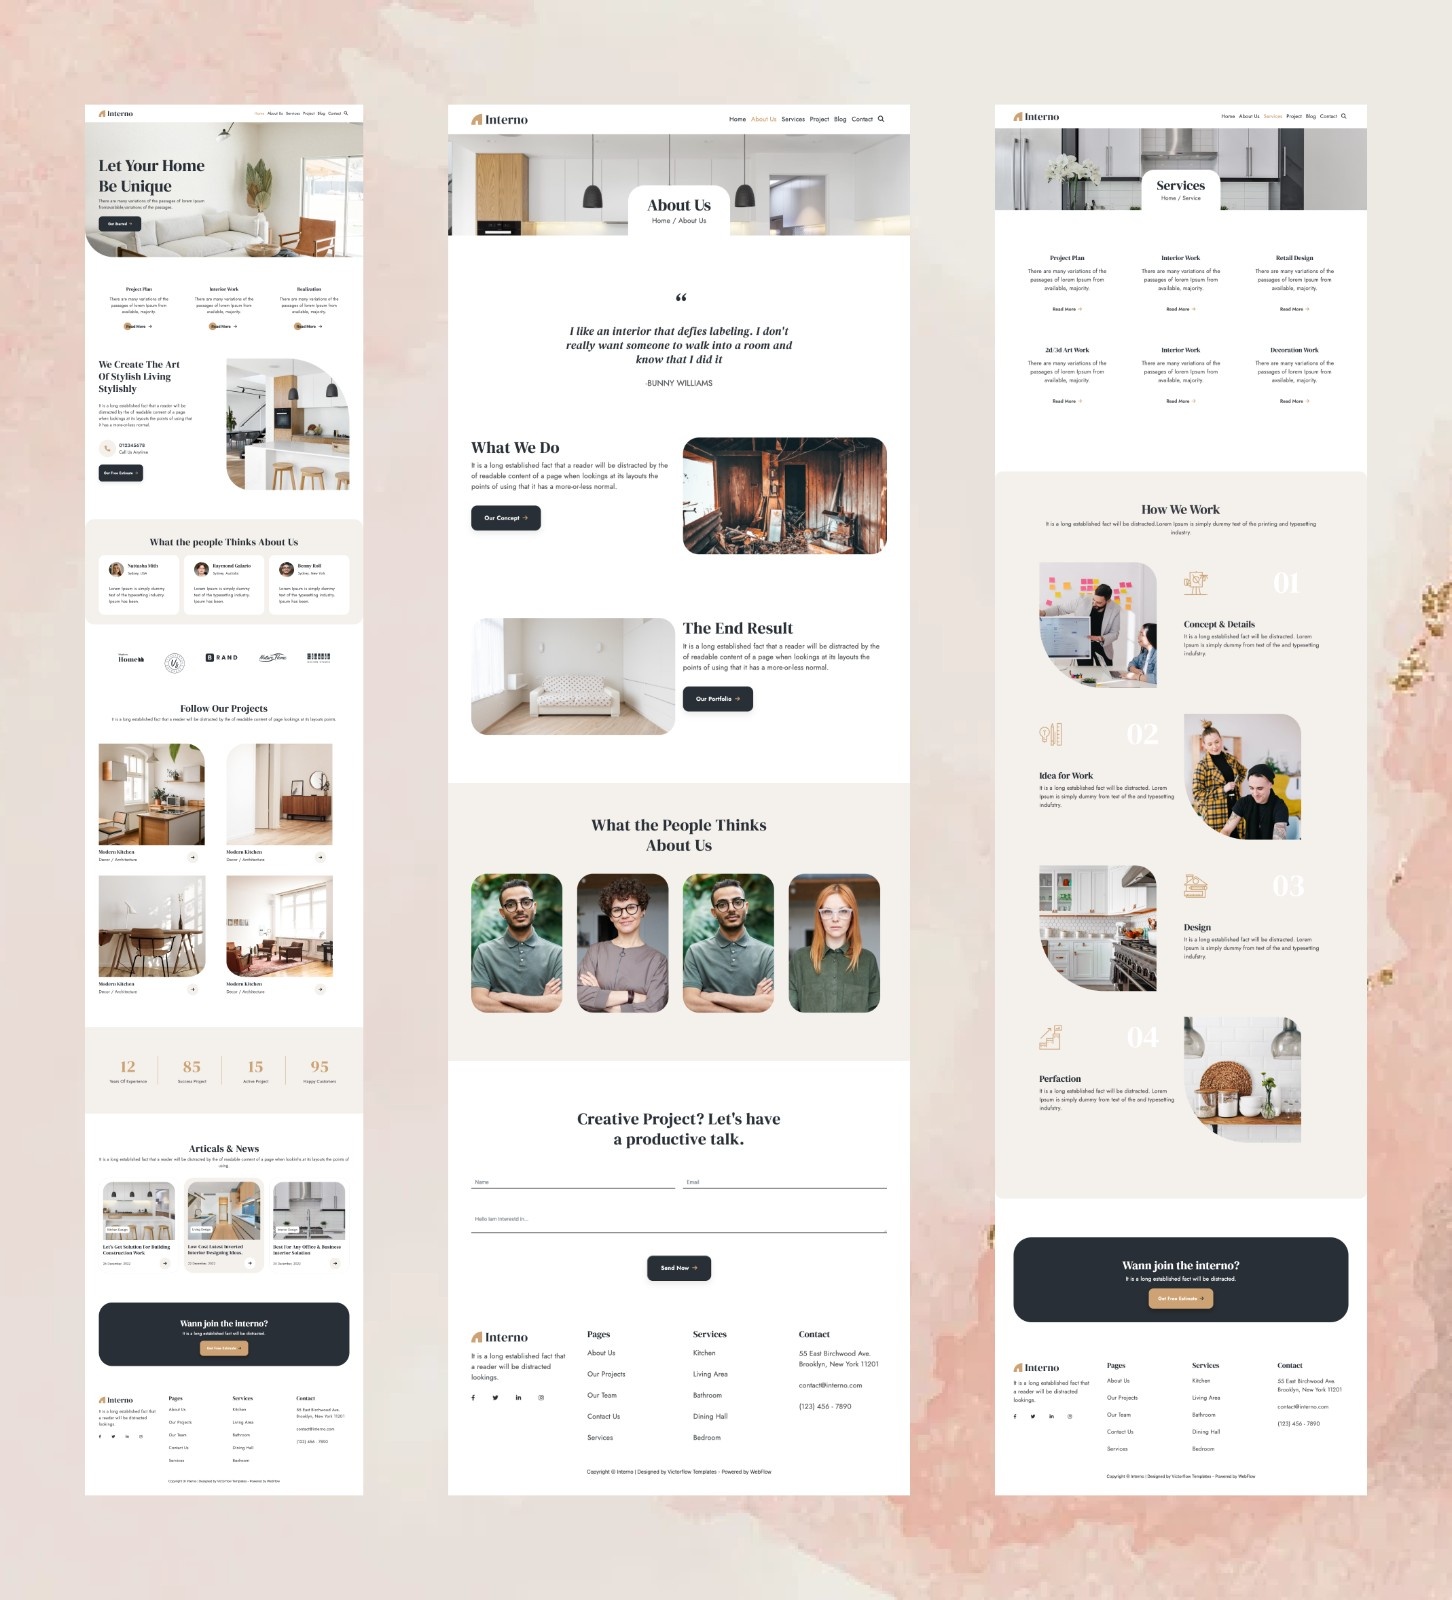 Interno
Home About Us Services Project Blog Contact
Let Your Home
Be Unique
There are many variations of the passages of lorem Ipsum
variations of the passages.
Get Started
Project Plan
There are many variations of the
passages of lorem Ipsum from
available, majority.
Read More
Interior Work
There are many variations of the
passages of lorem Ipsum from
available, majority.
Read More
Realization
There are many variations of the
passages of lorem Ipsum from
available, majority.
Read More
We Create The Art
Of Stylish Living
Stylishly
It is a long established fact that a reader will be
distracted by the of readable content of a page
when lookings at its layouts the points of using that
it has a more-or-less normal.
012345678
Call Us Anytime
Get Free Estimate
What the people Thinks About Us
Nattasha Mith
Sydney, USA
Lorem Ipsum is simply dummy
text of the typesetting industry.
Ipsum has been.
Raymond Galario
Sydney, Australia
Lorem Ipsum is simply dummy
text of the typesetting industry.
Ipsum has been.
Benny Roll
Sydney, New York
Lorem Ipsum is simply dummy
text of the typesetting industry.
Ipsum has been.
Home
BRAND
Follow Our Projects
It is a long established fact that a reader will be distracted by the of readable content of page lookings at its layouts points.
Modern Kitchen
Decor / Architecture
Modern Kitchen
Decor / Architecture
Modern Kitchen
Decor / Architecture
Modern Kitchen
Decor / Architecture
12
Years Of Experience
85
Success Project
15
Active Project
95
Happy Customers
Articals & News
It is a long established fact that a reader will be distracted by the of readable content of a page when lookings at its layouts the points of
using.
Kitchen Design
Let's Get Solution For Building
Construction Work
26 December, 2022
Living Design
Low Cost Latest Invented
Interior Designing Ideas.
22 December, 2022
Interior Design
Best For Any Office & Business
Interior Solution
25 December, 2022
Wann join the interno?
It is a long established fact will be distracted.
Get Free Estimate
Interno
It is a long established fact that
a reader will be distracted
lookings.
Pages
About Us
Our Projects
Our Team
Contact Us
Services
Services
Kitchen
Living Area
Bathroom
Dining Hall
Bedroom
Contact
55 East Birchwood Ave.
Brooklyn, New York 11201
contact@interno.com
(123) 456 - 7890
Copyright © Interno | Designed by Victorflow Templates - Powered by Webflow
Interno
Home About Us Services Project Blog Contact
About Us
Home / About Us
“
I like an interior that defies labeling. I don't
really want someone to walk into a room and
know that I did it
-BUNNY WILLIAMS
What We Do
It is a long established fact that a reader will be distracted by the
of readable content of a page when lookings at its layouts the
points of using that it has a more-or-less normal.
Our Concept
The End Result
It is a long established fact that a reader will be distracted by the
of readable content of a page when lookings at its layouts the
points of using that it has a more-or-less normal.
Our Portfolio
What the People Thinks
About Us
Creative Project? Let's have
a productive talk.
Name
Email
Hello Iam Intrerested in...
Send Now
Interno
It is a long established fact that
a reader will be distracted
lookings.
Pages
About Us
Our Projects
Our Team
Contact Us
Services
Services
Kitchen
Living Area
Bathroom
Dining Hall
Bedroom
Contact
55 East Birchwood Ave.
Brooklyn, New York 11201
contact@interno.com
(123) 456 - 7890
Copyright © Interno | Designed by Victorflow Templates - Powered by Webflow
Interno
Home About Us Services Project Blog Contact
Services
Home / Service
Project Plan
There are many variations of the
passages of lorem Ipsum from
available, majority.
Read More
Interior Work
There are many variations of the
passages of lorem Ipsum from
available, majority.
Read More
Retail Design
There are many variations of the
passages of lorem Ipsum from
available, majority.
Read More
2d/3d Art Work
There are many variations of the
passages of lorem Ipsum from
available, majority.
Read More
Interior Work
There are many variations of the
passages of lorem Ipsum from
available, majority.
Read More
Decoration Work
There are many variations of the
passages of lorem Ipsum from
available, majority.
Read More
How We Work
It is a long established fact will be distracted.Lorem Ipsum is simply dummy text of the printing and typesetting
industry.
01
Concept & Details
It is a long established fact will be distracted. Lorem
Ipsum is simply dummy from text of the and typesetting
indufstry.
02
Idea for Work
It is a long established fact will be distracted. Lorem
Ipsum is simply dummy from text of the and typesetting
indufstry.
03
Design
It is a long established fact will be distracted. Lorem
Ipsum is simply dummy from text of the and typesetting
indufstry.
04
Perfaction
It is a long established fact will be distracted. Lorem
Ipsum is simply dummy from text of the and typesetting
indufstry.
Wann join the interno?
It is a long established fact will be distracted.
Get Free Estimate
Interno
It is a long established fact that
a reader will be distracted
lookings.
Pages
About Us
Our Projects
Our Team
Contact Us
Services
Services
Kitchen
Living Area
Bathroom
Dining Hall
Bedroom
Contact
55 East Birchwood Ave.
Brooklyn, New York 11201
contact@interno.com
(123) 456 - 7890
Copyright © Interno | Designed by Victorflow Templates - Powered by Webflow